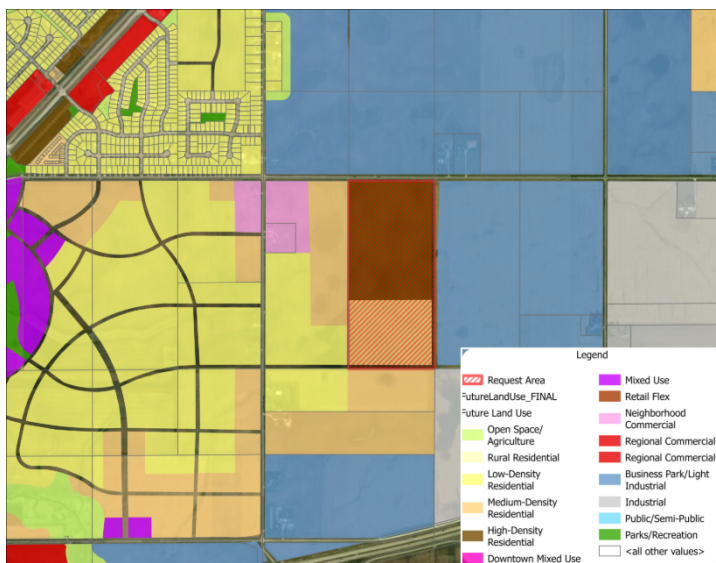 Legend
Request Area
FutureLandUse_FINAL
Future Land Use
Open Space/
Agriculture
Rural Residential
Low-Density
Residential
Medium-Density
Residential
High-Density
Residential
Downtown Mixed Use
Mixed Use
Retail Flex
Neighborhood
Commercial
Regional Commercial
Regional Commercial
Business Park/Light
Industrial
Industrial
Public/Semi-Public
Parks/Recreation
<all other values>